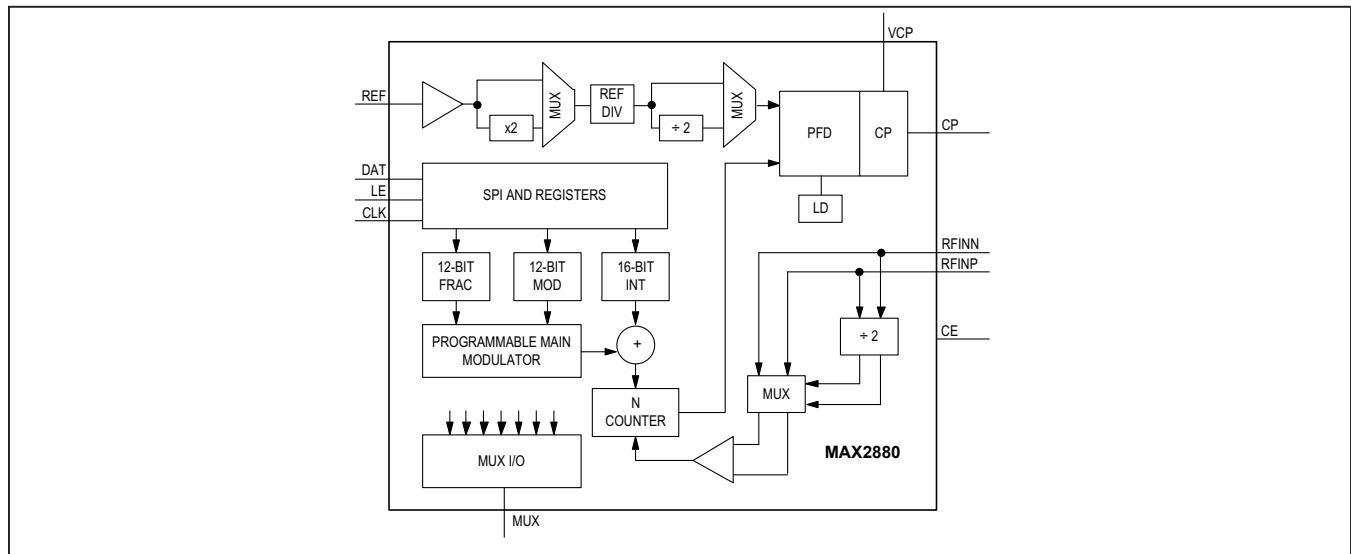 VCP
REF
x2
MUX
REF
DIV
÷ 2
MUX
PFD
CP
CP
LD
DAT
LE
CLK
SPI AND REGISTERS
12-BIT
FRAC
12-BIT
MOD
16-BIT
INT
PROGRAMMABLE MAIN
MODULATOR
+
N
COUNTER
RFINN
RFINP
÷ 2
CE
MUX
MAX2880
MUX I/O
MUX